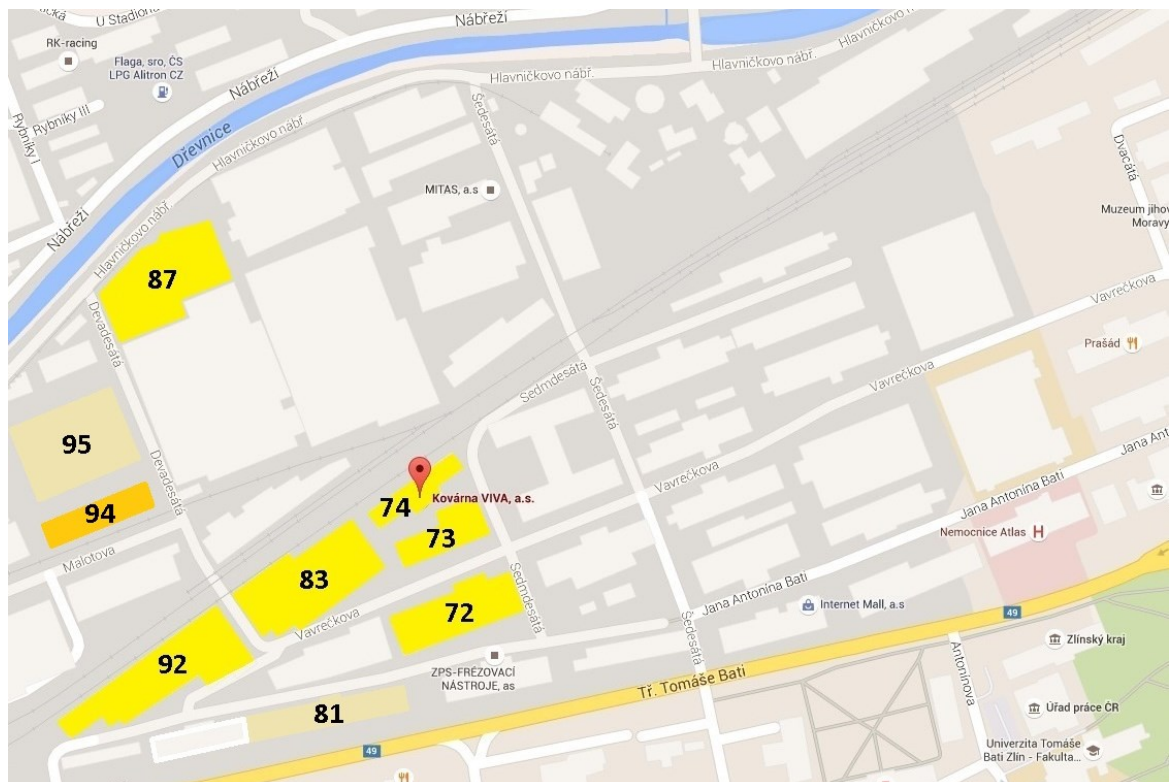 U Stadionu
Nábřeží
RK-racing
Flaga, sro, ČS
LPG Alitron CZ
Hlavničkovo nábř.
Hlavničkovo nábř.
Nábřeží
Rybníky III
Rybníky I
Dřevnice
Šedesátá
Dvacátá
Hlavničkovo nábř.
MITAS, a.s
Muzeum jihov
Moravy
Nábřeží
Hlavničkovo nábř.
87
Vavrečkova
Devadesátá
Prašád
Sedmdesátá
Šedesátá
Vavrečkova
95
Jana Antonína Bati
Devadesátá
Vavrečkova
74
Kovárna VIVA, a.s.
Jana Antonína Bati
94
73
Nemocnice Atlas
Malotova
83
Sedmdesátá
72
Jana Antonína Bati
Internet Mall, a.s
49
Vavrečkova
Šedesátá
Zlínský kraj
92
ZPS-FRÉZOVACÍ
NÁSTROJE, as
Antonínova
Tř. Tomáše Bati
81
Úřad práce ČR
49
Univerzita Tomáše
Bati Zlín - Fakulta...